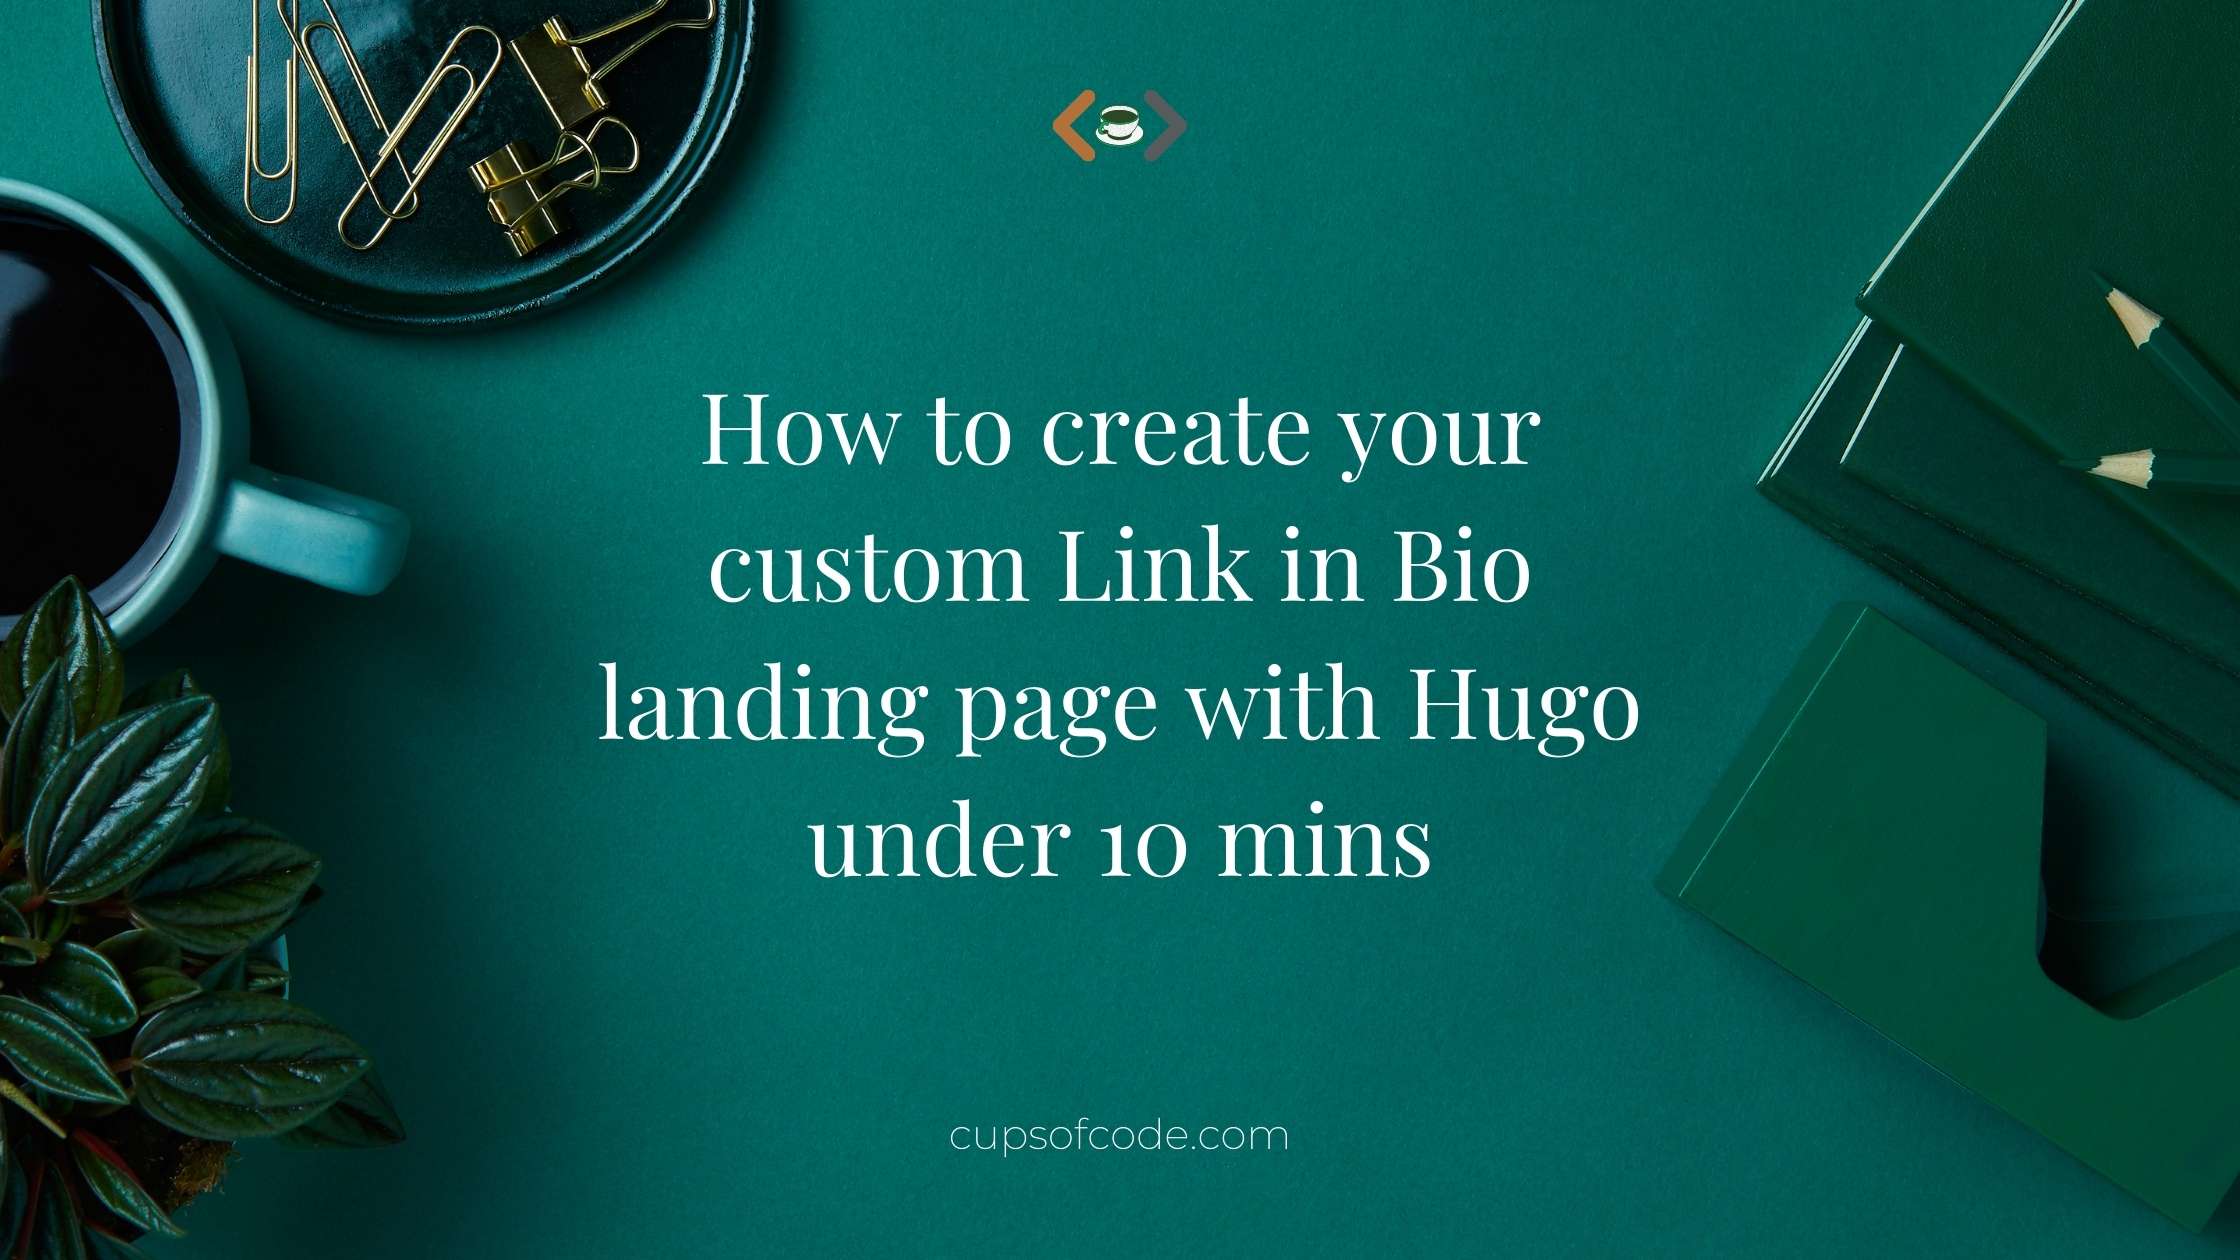 How to create your
custom Link in Bio
landing page with Hugo
under 10 mins
cupsofcode.com